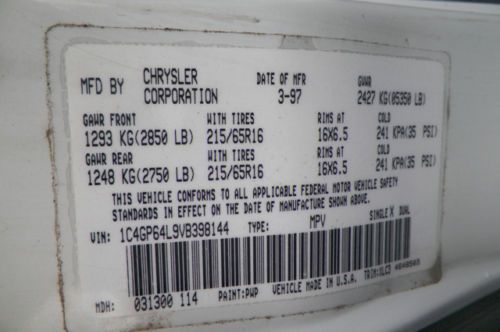 MFD BY CHRYSLER CORPORATION DATE OF MFR 3-97 GVWR 2427 KG(05350 LB)
GAWR FRONT WITH TIRES RIMS AT COLD
1293 KG(2850 LB) 215/65R16 16X6.5 241 KPA(35 PSI)
GAWR REAR WITH TIRES RIMS AT COLD
1248 KG(2750 LB) 215/65R16 16X6.5 241 KPA(35 PSI)
THIS VEHICLE CONFORMS TO ALL APPLICABLE FEDERAL MOTOR VEHICLE SAFETY
STANDARDS IN EFFECT ON THE DATE OF MANUFACTURE SHOWN ABOVE.
VIN: 1C4GP64L9VB398144 TYPE: MPV SINGLE X DUAL
MDH: 031300 114 PAINT: PWP VEHICLE MADE IN U.S.A. TRIM: